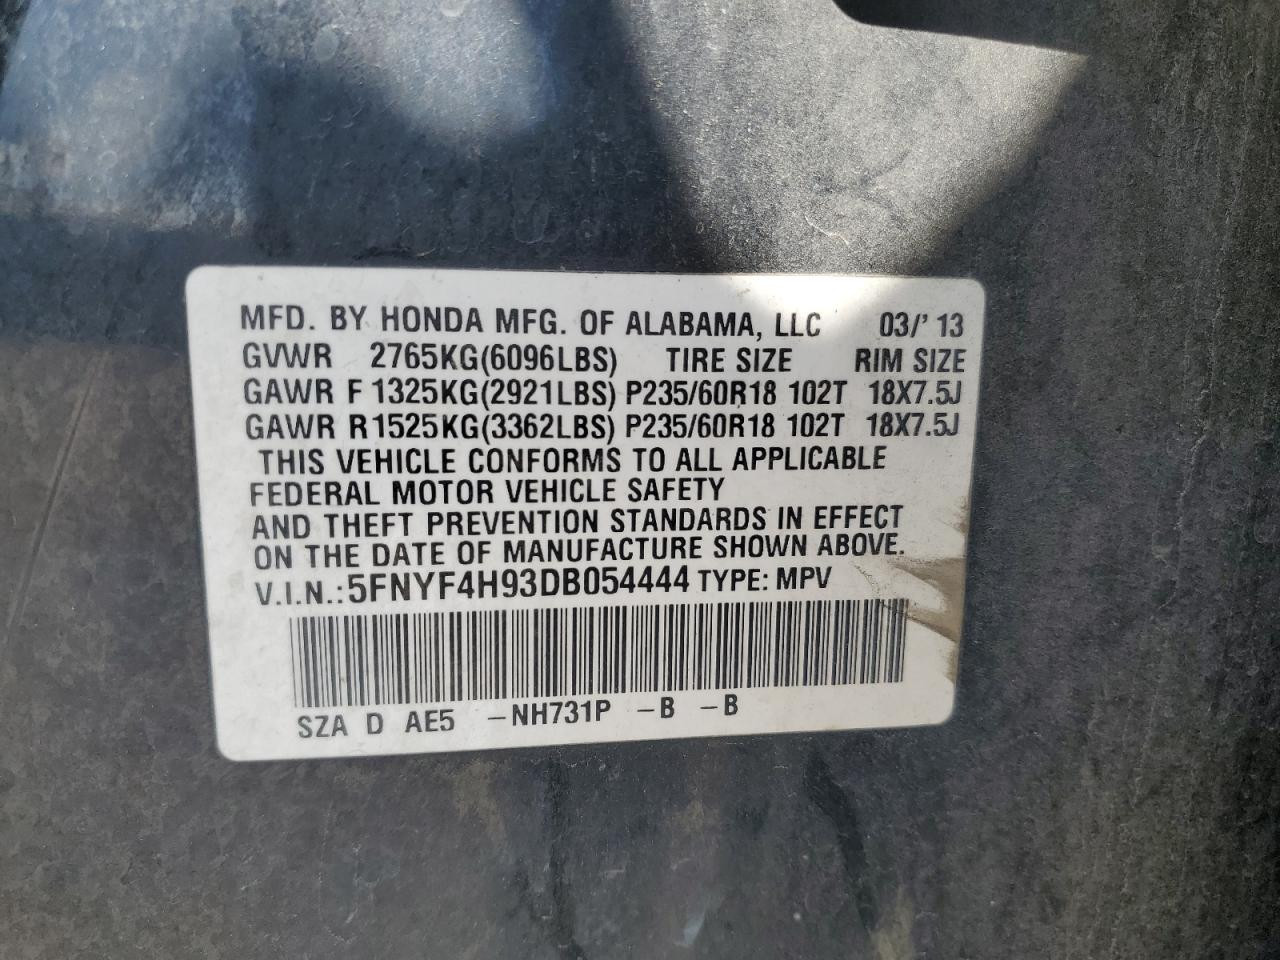 MFD. BY HONDA MFG. OF ALABAMA, LLC 03/'13
GVWR 2765KG(6096LBS) TIRE SIZE RIM SIZE
GAWR F 1325KG(2921LBS) P235/60R18 102T 18X7.5J
GAWR R 1525KG(3362LBS) P235/60R18 102T 18X7.5J
THIS VEHICLE CONFORMS TO ALL APPLICABLE
FEDERAL MOTOR VEHICLE SAFETY
AND THEFT PREVENTION STANDARDS IN EFFECT
ON THE DATE OF MANUFACTURE SHOWN ABOVE.
V.I.N.:5FNYF4H93DB054444 TYPE: MPV
SZA D AE5 –NH731P –B –B